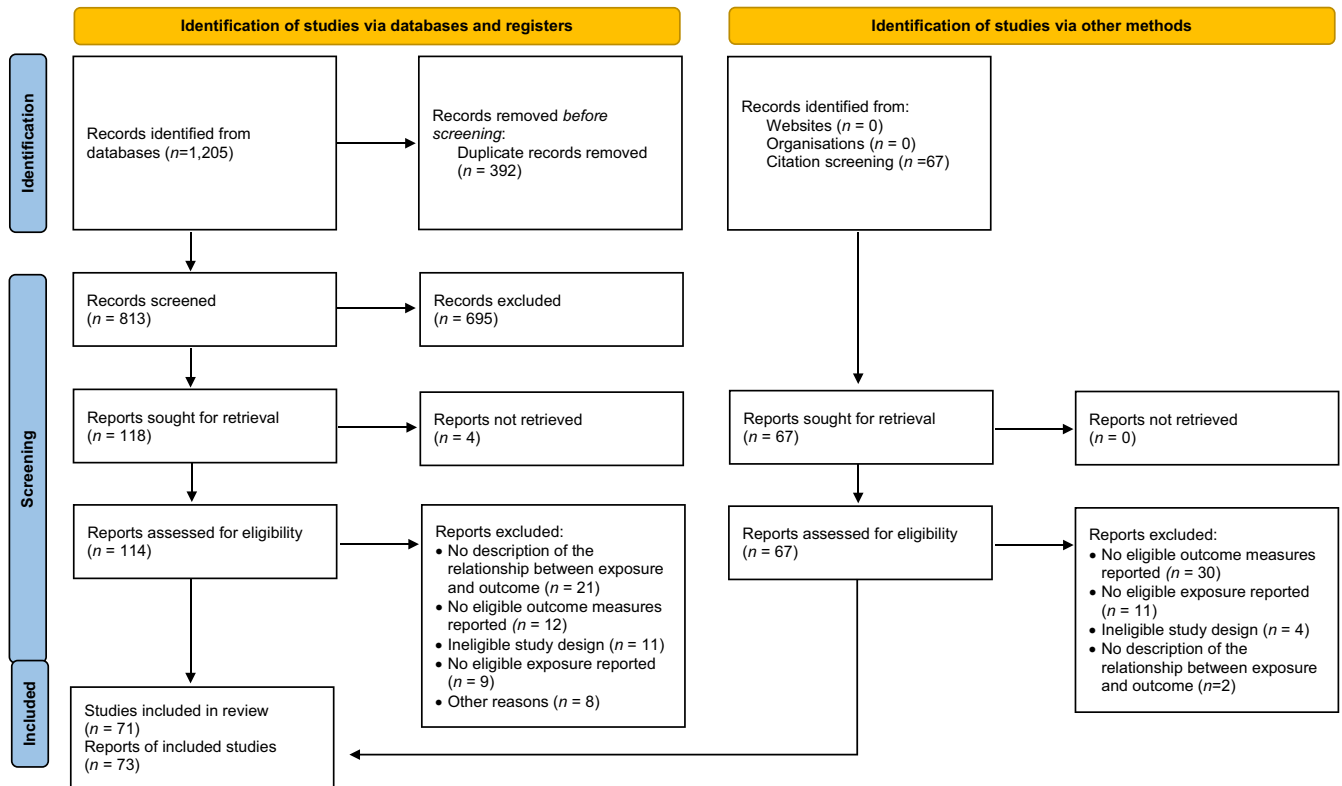 Identification of studies via databases and registers
Identification of studies via other methods
Identification
Records identified from
databases (n=1,205)
Records removed before
screening:
Duplicate records removed
(n = 392)
Records identified from:
Websites (n = 0)
Organisations (n = 0)
Citation screening (n =67)
Screening
Records screened
(n = 813)
Records excluded
(n = 695)
Reports sought for retrieval
(n = 118)
Reports not retrieved
(n = 4)
Reports sought for retrieval
(n = 67)
Reports not retrieved
(n = 0)
Reports assessed for eligibility
(n = 114)
Reports excluded:
• No description of the
relationship between exposure
and outcome (n = 21)
• No eligible outcome measures
reported (n = 12)
• Ineligible study design (n = 11)
• No eligible exposure reported
(n = 9)
• Other reasons (n = 8)
Reports assessed for eligibility
(n = 67)
Reports excluded:
• No eligible outcome measures
reported (n = 30)
• No eligible exposure reported
(n = 11)
• Ineligible study design (n = 4)
• No description of the
relationship between exposure
and outcome (n=2)
Included
Studies included in review
(n = 71)
Reports of included studies
(n = 73)